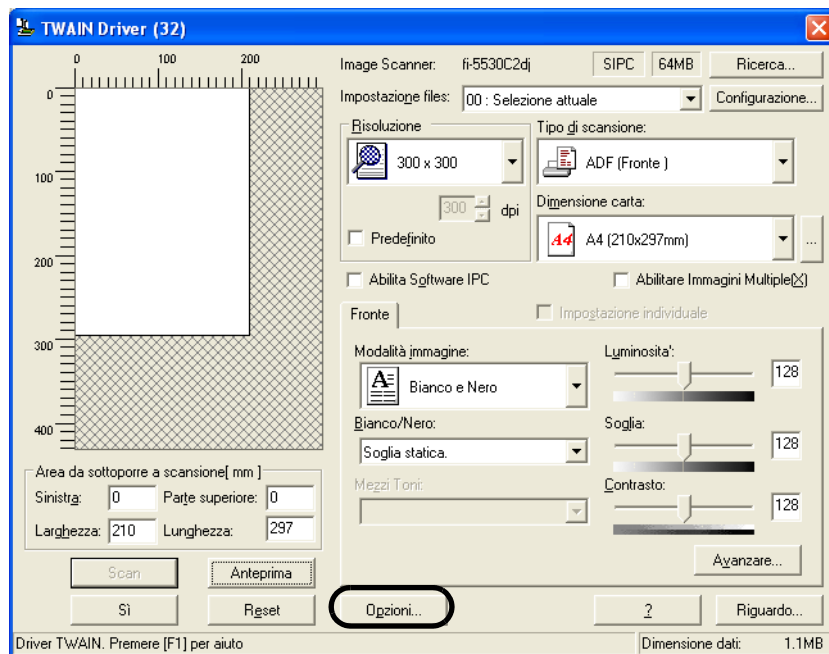 TWAIN Driver (32)
0 100 200
0
100
200
300
400
Area da sottoporre a scansione[ mm ]
Sinistra: 0 Parte superiore: 0
Larghezza: 210 Lunghezza: 297
Scan Anteprima
Sì Reset
Image Scanner: fi-5530C2dj SIPC 64MB Ricerca...
Impostazione files: 00 : Selezione attuale Configurazione...
Risoluzione
300 x 300
300 dpi
Predefinito
Tipo di scansione:
ADF (Fronte )
Dimensione carta:
A4 A4 (210x297mm) ...
Abilita Software IPC Abilitare Immagini Multiple(X)
Fronte Impostazione individuale
Modalità immagine:
Bianco e Nero
Bianco/Nero:
Soglia statica.
Mezzi Toni:
Luminosita': 128
Soglia: 128
Contrasto: 128
Avanzare...
Opzioni... ? Riguardo...
Driver TWAIN. Premere [F1] per aiuto Dimensione dati: 1.1MB